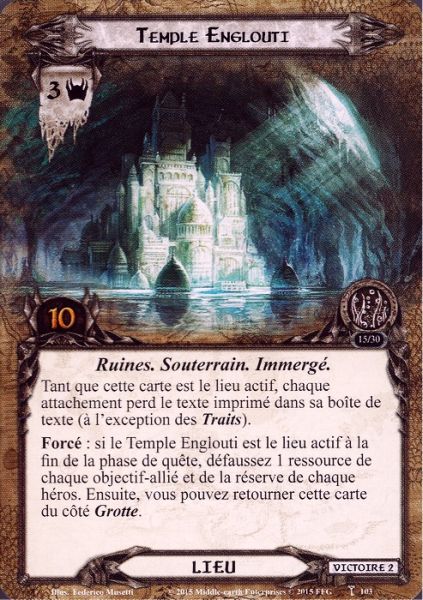 Temple Englouti
3
10
15/30
Ruines. Souterrain. Immergé.
Tant que cette carte est le lieu actif, chaque
attachement perd le texte imprimé dans sa boîte de
texte (à l'exception des Traits).
Forcé : si le Temple Englouti est le lieu actif à la
fin de la phase de quête, défaussez 1 ressource de
chaque objectif-allié et de la réserve de chaque
héros. Ensuite, vous pouvez retourner cette carte
du côté Grotte.
LIEU
VICTOIRE 2
Illus. Federico Musetti © 2015 Middle-earth Enterprises © 2015 FFG 103